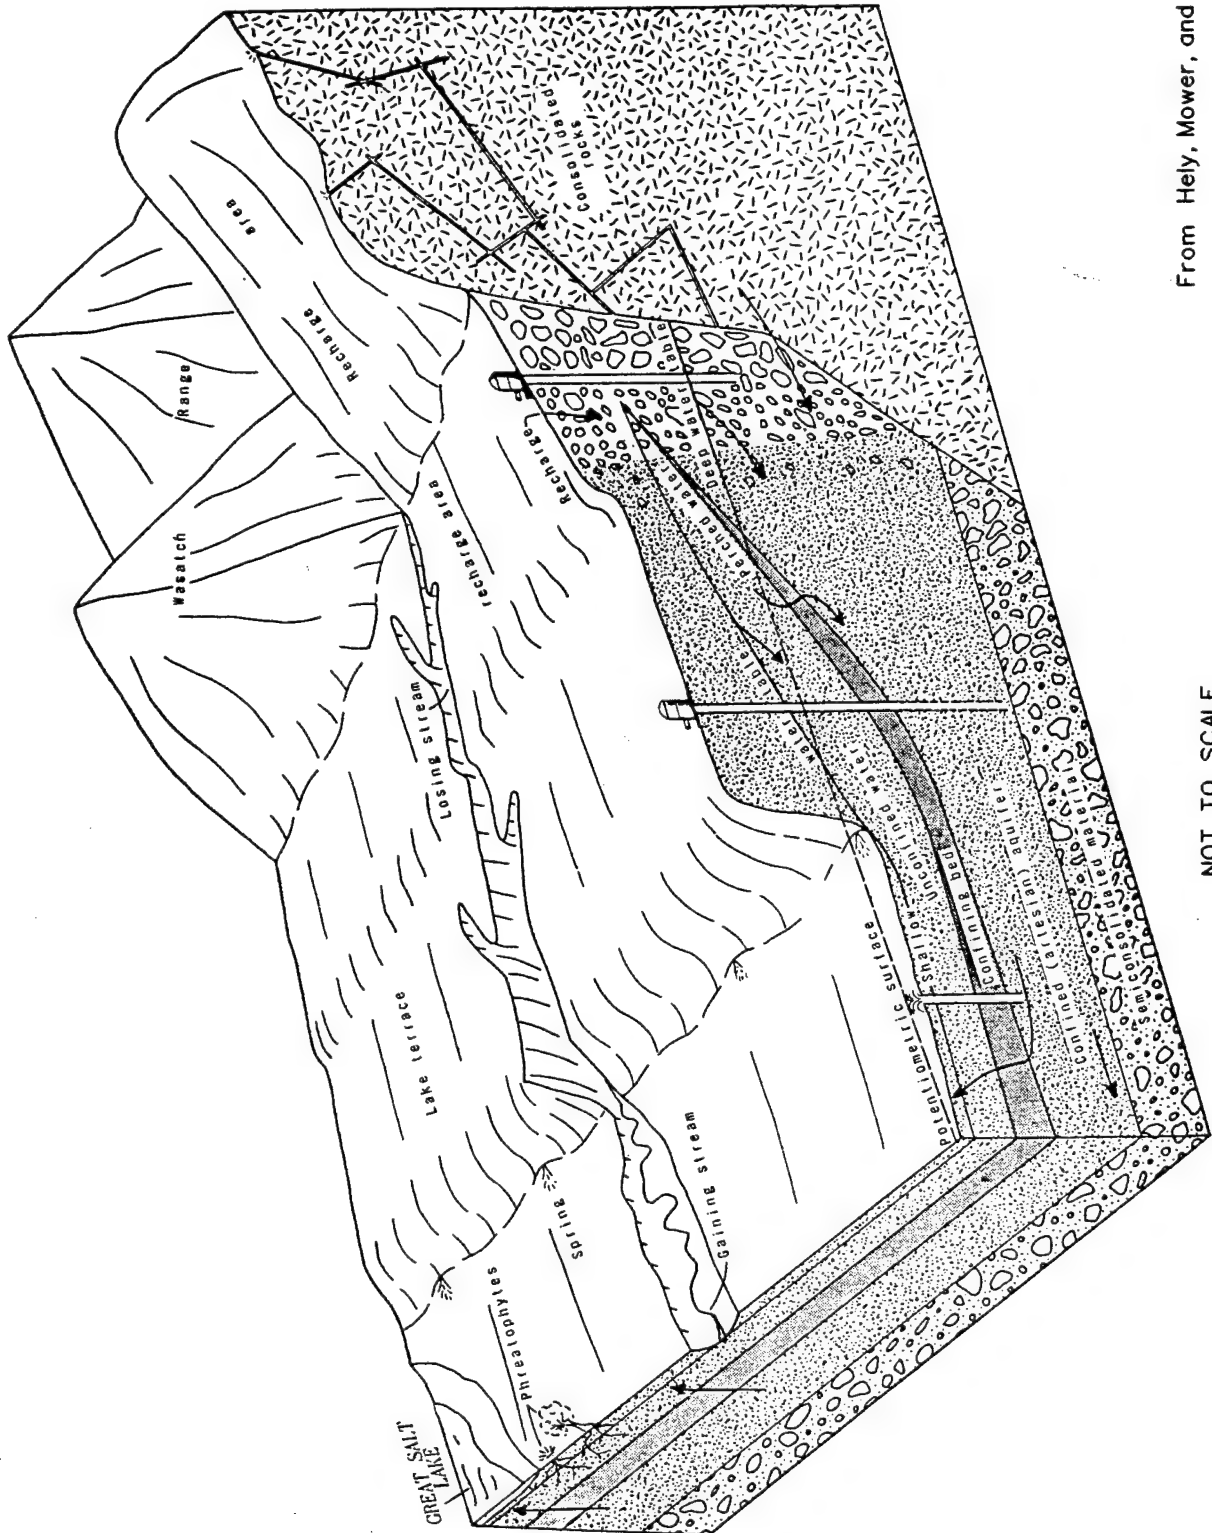 Range
Wasatch
Recharge area
recharge area
Recharge
Consolidated
rocks
Losing stream
Lake terrace
Deep water table
Perched water
water table
Shallow Unconfined water
Confining bed
Confined (artesian) aquifer
Semiconsolidated material
Potentiometric surface
Gaining stream
Spring
Phreatophytes
GREAT SALT
LAKE
NOT TO SCALE
From Hely, Mower, and